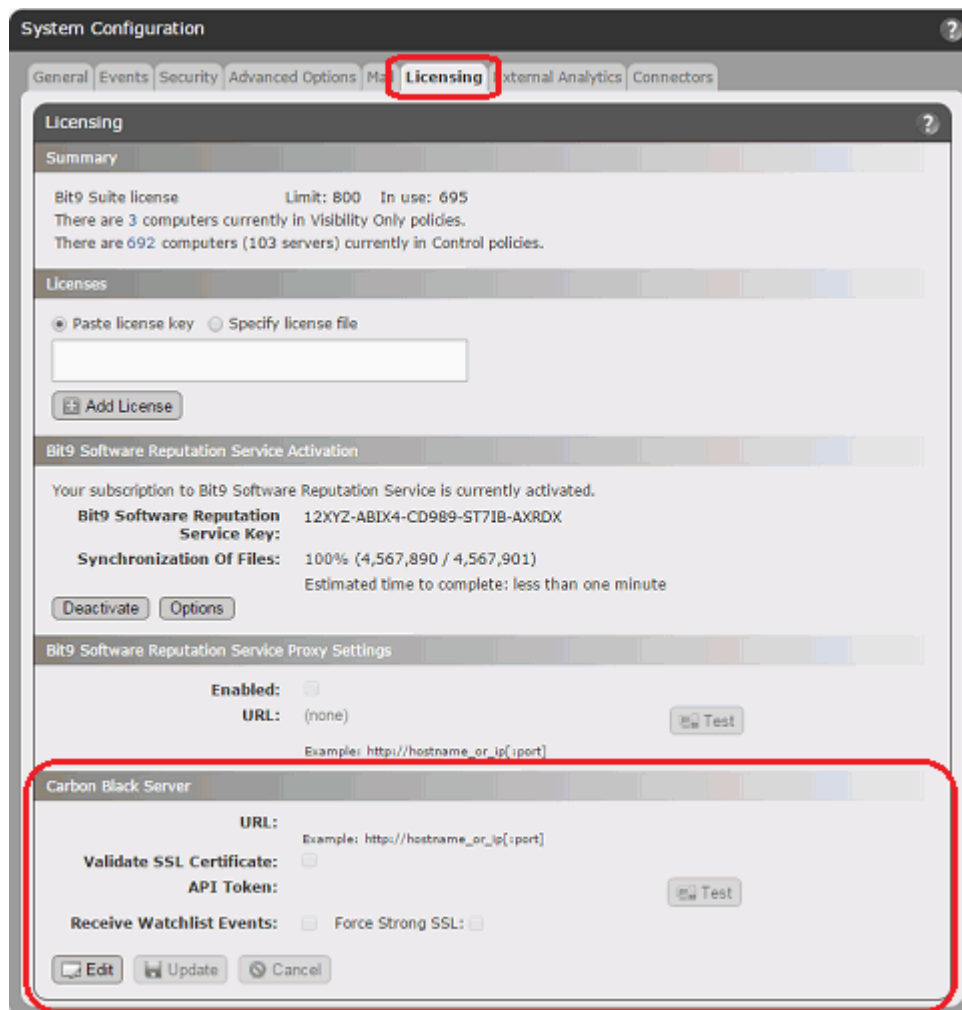 System Configuration
?
General Events Security Advanced Options Mai Licensing External Analytics Connectors
Licensing
?
Summary
Bit9 Suite license Limit: 800 In use: 695
There are 3 computers currently in Visibility Only policies.
There are 692 computers (103 servers) currently in Control policies.
Licenses
Paste license key Specify license file
Add License
Bit9 Software Reputation Service Activation
Your subscription to Bit9 Software Reputation Service is currently activated.
Bit9 Software Reputation 12XYZ-ABIX4-CD989-ST7IB-AXRDX
Service Key:
Synchronization Of Files: 100% (4,567,890 / 4,567,901)
Estimated time to complete: less than one minute
Deactivate Options
Bit9 Software Reputation Service Proxy Settings
Enabled:
URL: (none) Test
Example: http://hostname_or_ip[:port]
Carbon Black Server
URL:
Example: http://hostname_or_ip[:port]
Validate SSL Certificate:
API Token: Test
Receive Watchlist Events: Force Strong SSL:
Edit Update Cancel